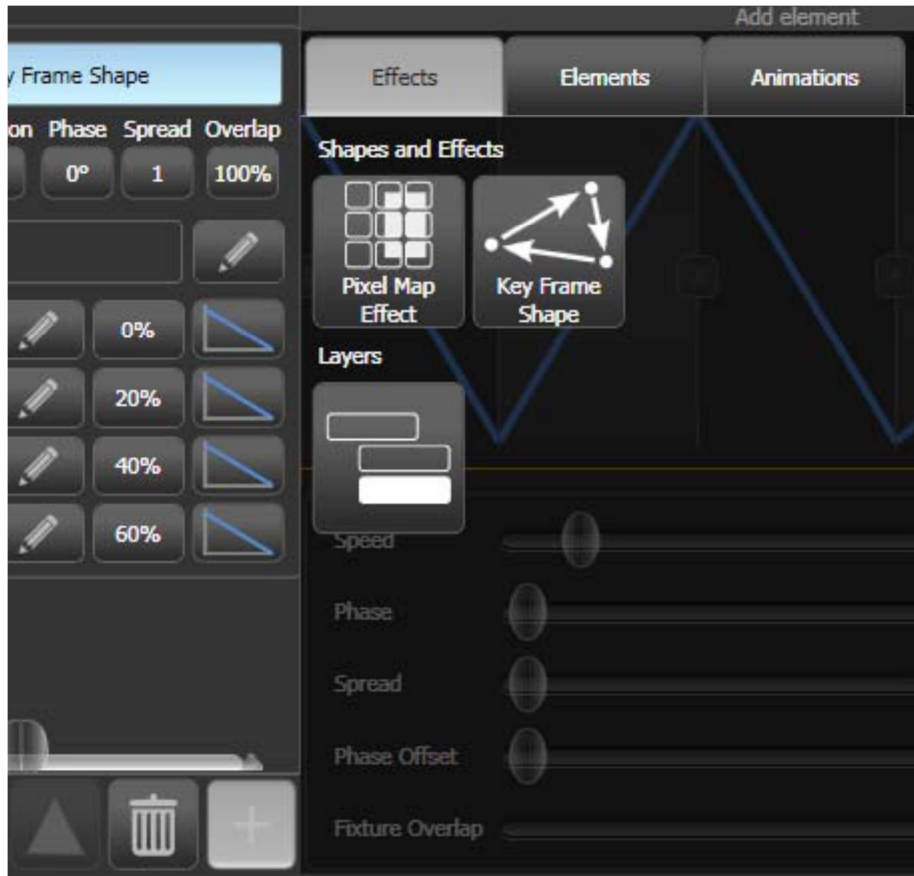 Add element
y Frame Shape
Effects
Elements
Animations
on Phase Spread Overlap
0°
1
100%
Shapes and Effects
Pixel Map
Effect
Key Frame
Shape
0%
Layers
20%
40%
60%
Speed
Phase
Spread
Phase Offset
Fixture Overlap